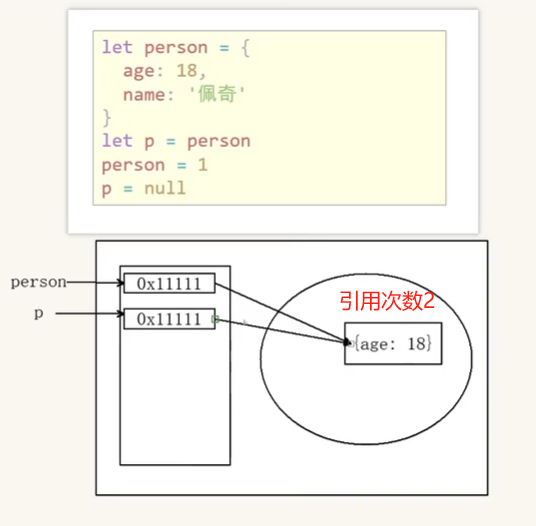 let person = {
age: 18,
name: '佩奇'
}
let p = person
person = 1
p = null
引用次数2
person
0x11111
p
0x11111
{age: 18}